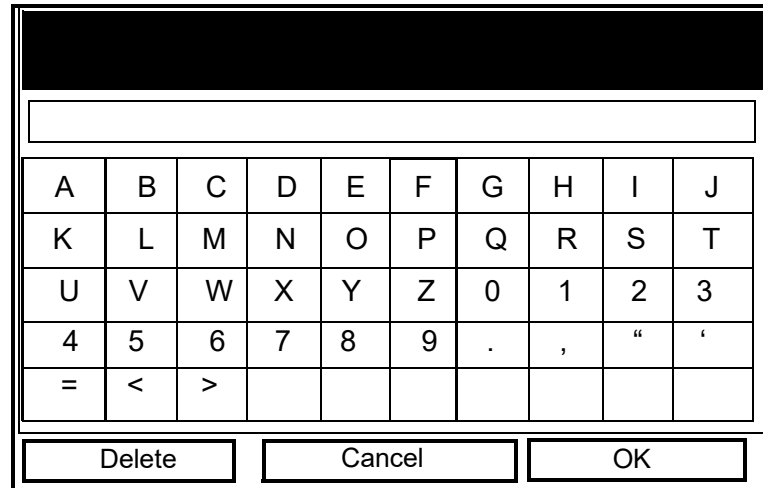 A B C D E F G H I J
K L M N O P Q R S T
U V W X Y Z 0 1 2 3
4 5 6 7 8 9 . , “ ‘
= < >
Delete Cancel OK